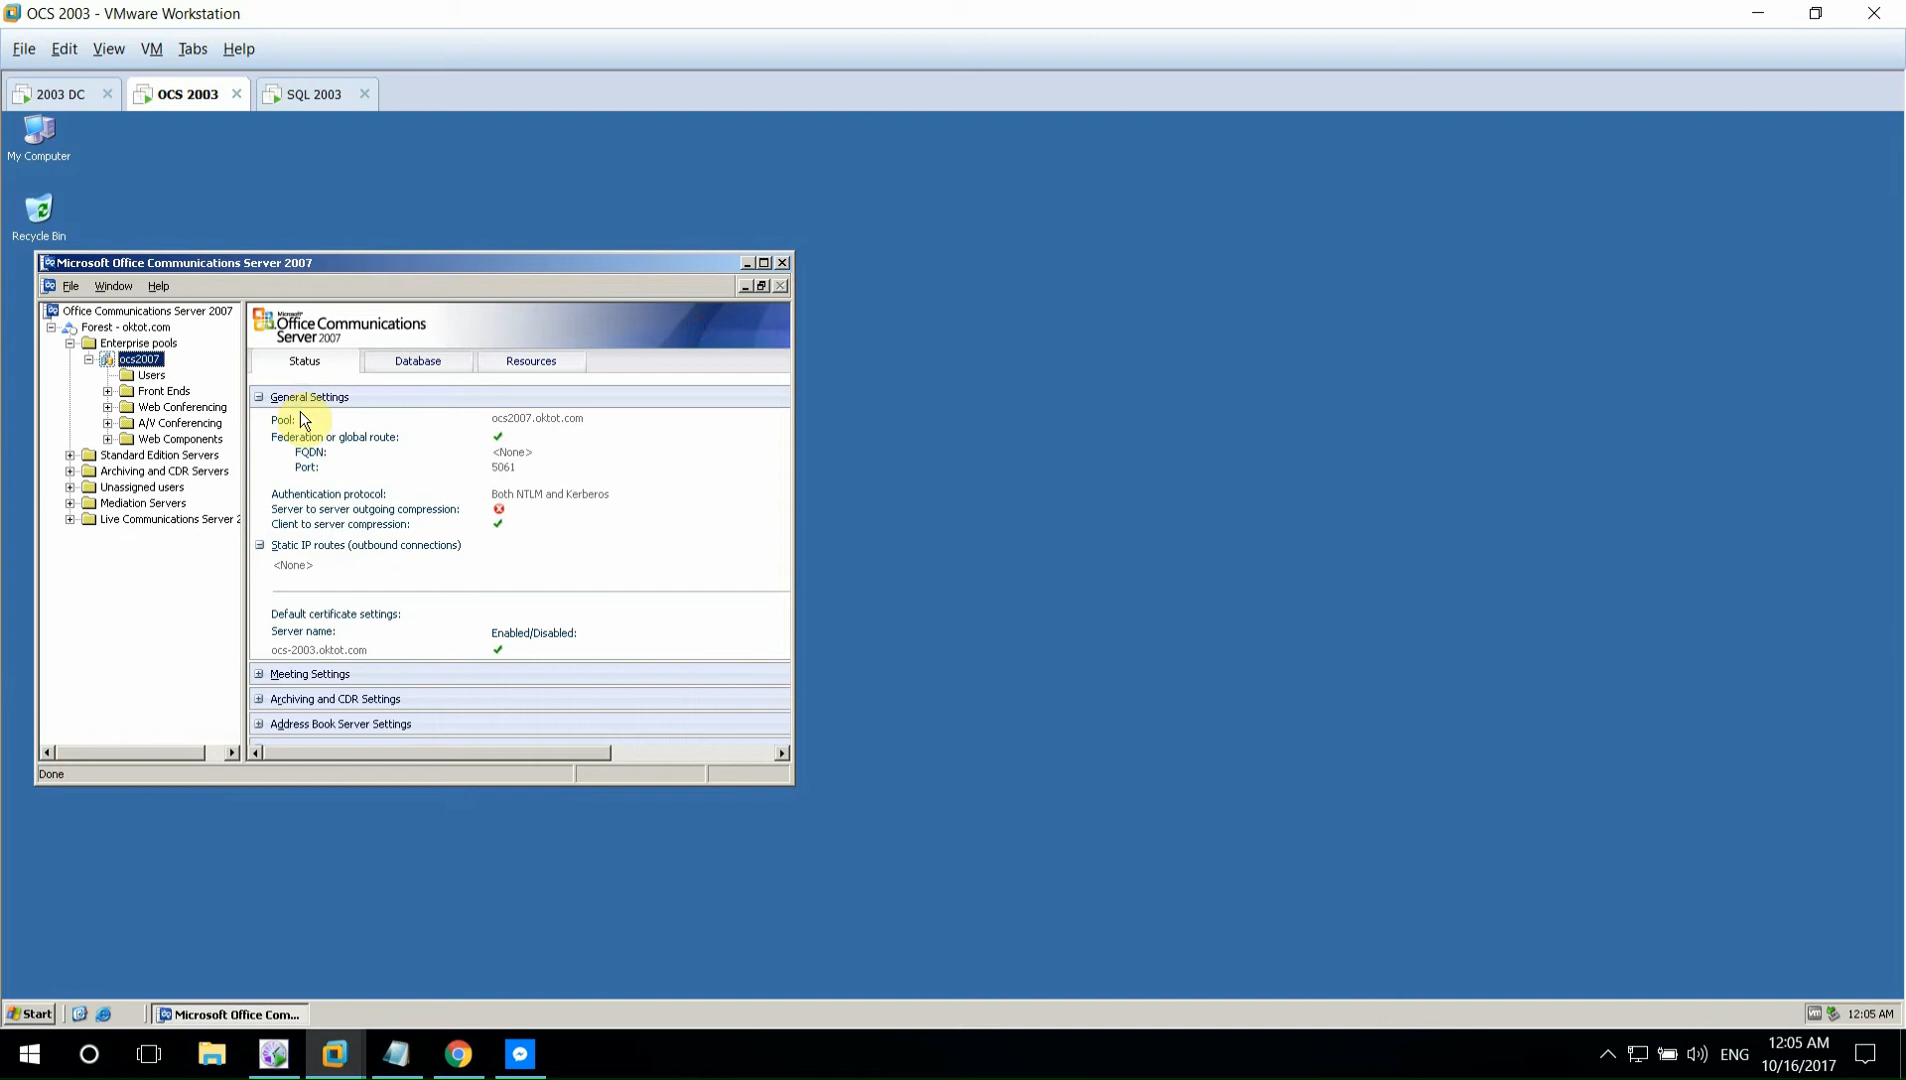 OCS 2003 - VMware Workstation
File Edit View VM Tabs Help
2003 DC OCS 2003 SQL 2003
My Computer
Recycle Bin
Microsoft Office Communications Server 2007
File Window Help
Office Communications Server 2007
Forest - oktot.com
Enterprise pools
ocs2007
Users
Front Ends
Web Conferencing
A/V Conferencing
Web Components
Standard Edition Servers
Archiving and CDR Servers
Unassigned users
Mediation Servers
Live Communications Server 2
Microsoft
Office Communications
Server 2007
Status Database Resources
General Settings
Pool: ocs2007.oktot.com
Federation or global route:
FQDN: <None>
Port: 5061
Authentication protocol: Both NTLM and Kerberos
Server to server outgoing compression:
Client to server compression:
Static IP routes (outbound connections)
<None>
Default certificate settings:
Server name: Enabled/Disabled:
ocs-2003.oktot.com
Meeting Settings
Archiving and CDR Settings
Address Book Server Settings
Done
Start Microsoft Office Com... vm 12:05 AM
ENG 12:05 AM
10/16/2017